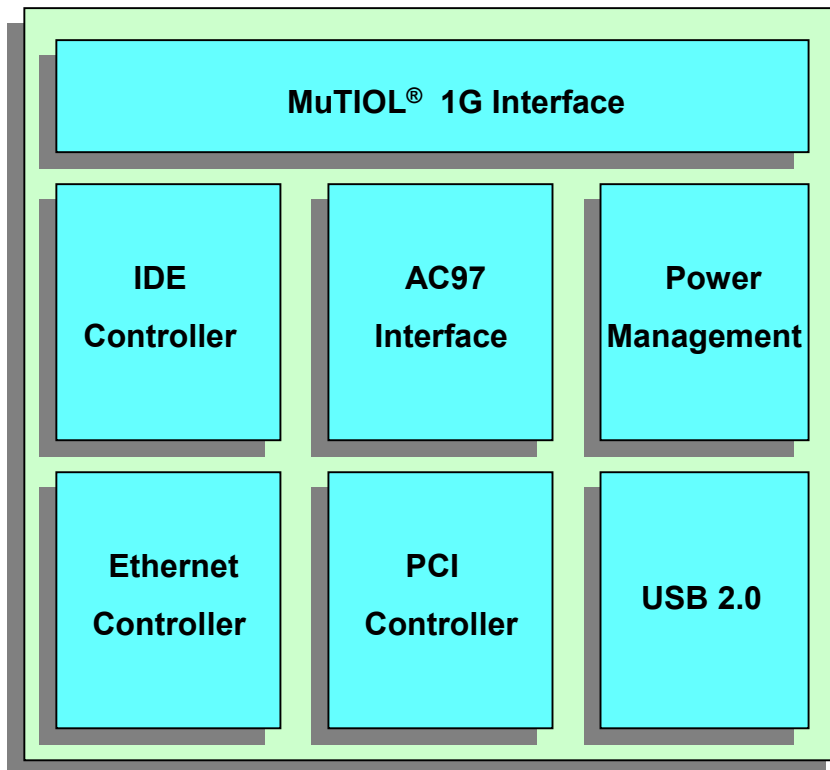 MuTIOL® 1G Interface
IDE
Controller
AC97
Interface
Power
Management
Ethernet
Controller
PCI
Controller
USB 2.0